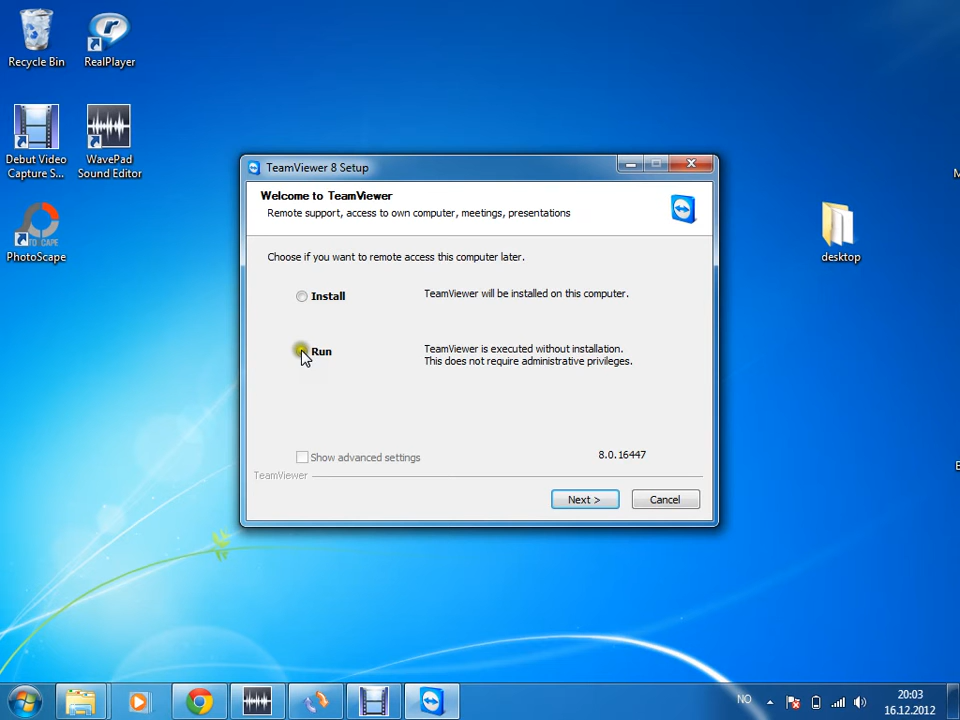 Recycle Bin
RealPlayer
Debut Video
Capture S...
WavePad
Sound Editor
PhotoScape
desktop
TeamViewer 8 Setup
Welcome to TeamViewer
Remote support, access to own computer, meetings, presentations
Choose if you want to remote access this computer later.
Install
TeamViewer will be installed on this computer.
Run
TeamViewer is executed without installation.
This does not require administrative privileges.
Show advanced settings
8.0.16447
TeamViewer
Next >
Cancel
NO
20:03
16.12.2012